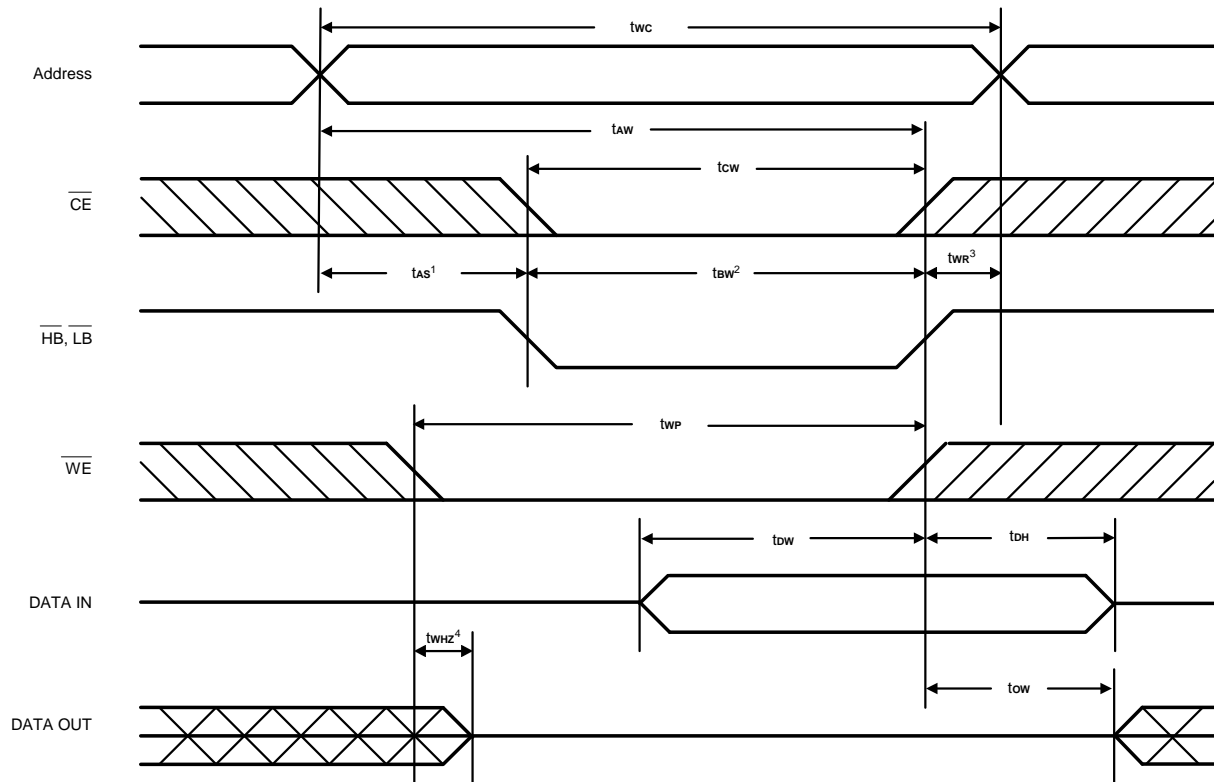 tWC
Address
tAW
tCW
CE
tAS1
tBW2
tWR3
HB, LB
tWP
WE
tDW
tDH
DATA IN
tWHZ4
tOW
DATA OUT